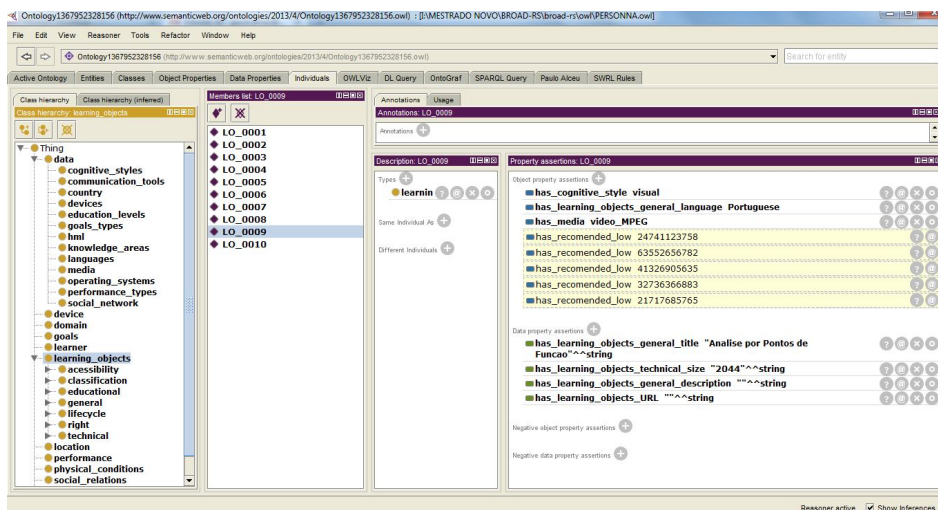 Ontology1367952328156 (http://www.semanticweb.org/ontologies/2013/4/Ontology1367952328156.owl) : [I:\MESTRADO NOVO\BROAD-RS\broad-rs\owl\PERSONNA.owl]
File Edit View Reasoner Tools Refactor Window Help
Ontology1367952328156 (http://www.semanticweb.org/ontologies/2013/4/Ontology1367952328156.owl)
Search for entity
Active Ontology Entities Classes Object Properties Data Properties Individuals OWLViz DL Query OntoGraf SPARQL Query Paulo Alceu SWRL Rules
Class hierarchy Class hierarchy (inferred)
Class hierarchy: learning_objects
Thing
data
cognitive_styles
communication_tools
country
devices
education_levels
goals_types
hml
knowledge_areas
languages
media
operating_systems
performance_types
social_network
device
domain
goals
learner
learning_objects
acessibility
classification
educational
general
lifecycle
right
technical
location
performance
physical_conditions
social_relations
Members list: LO_0009
LO_0001
LO_0002
LO_0003
LO_0004
LO_0005
LO_0006
LO_0007
LO_0008
LO_0009
LO_0010
Annotations Usage
Annotations: LO_0009
Annotations
Description: LO_0009
Types
learnin
Same Individual As
Different Individuals
Property assertions: LO_0009
Object property assertions
has_cognitive_style visual
has_learning_objects_general_language Portuguese
has_media video_MPEG
has_recomended_low 24741123758
has_recomended_low 63552656782
has_recomended_low 41326905635
has_recomended_low 32736366883
has_recomended_low 21717685765
Data property assertions
has_learning_objects_general_title "Analise por Pontos de
Funcao"^^string
has_learning_objects_technical_size "2044"^^string
has_learning_objects_general_description ""^^string
has_learning_objects_URL ""^^string
Negative object property assertions
Negative data property assertions
Reasoner active Show Inferences